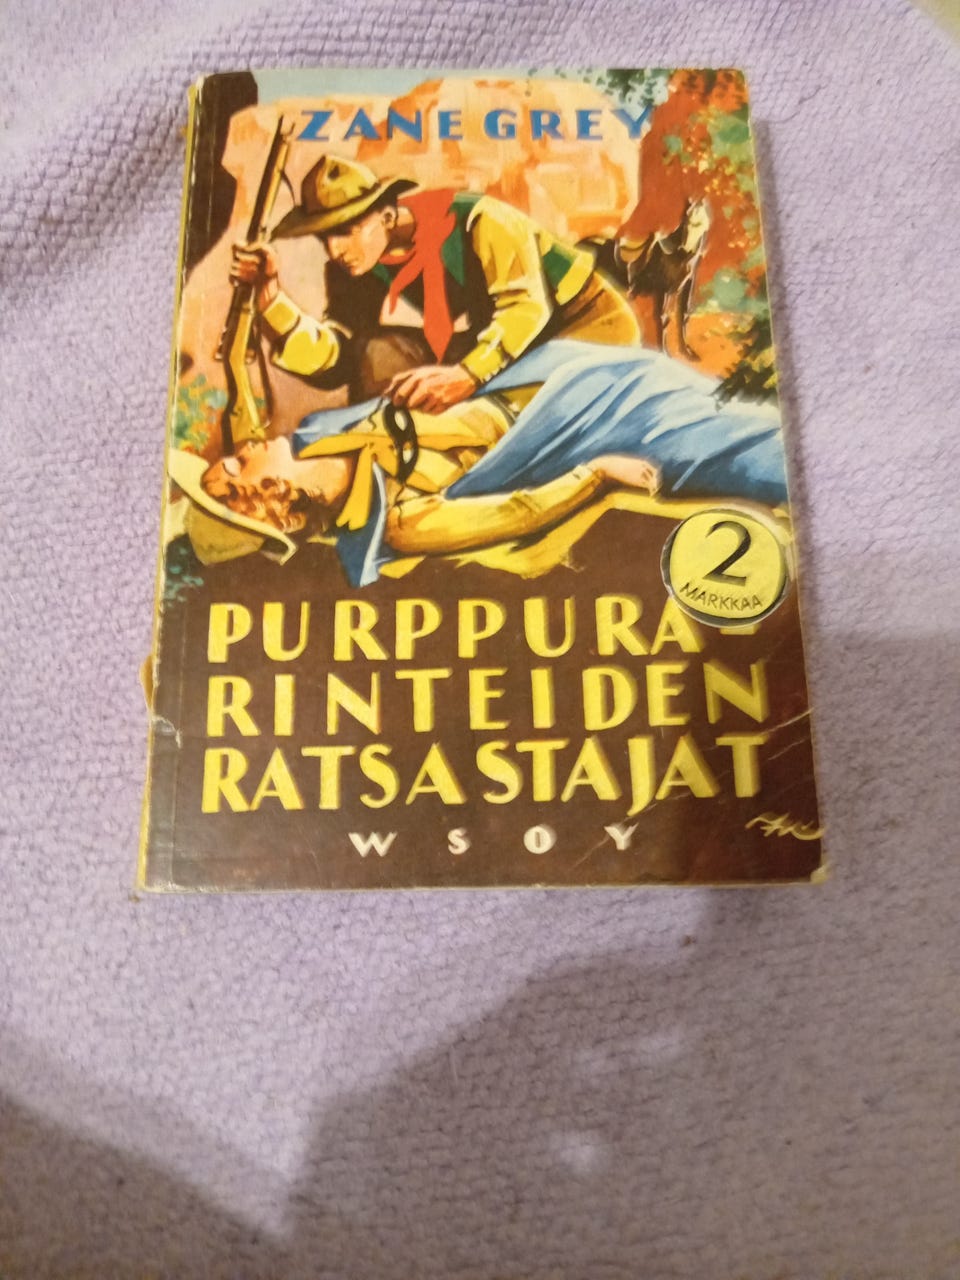 ZANE GREY
2
MARKKAA
PURPPURA-
RINTEIDEN
RATSASTAJAT
WSOY